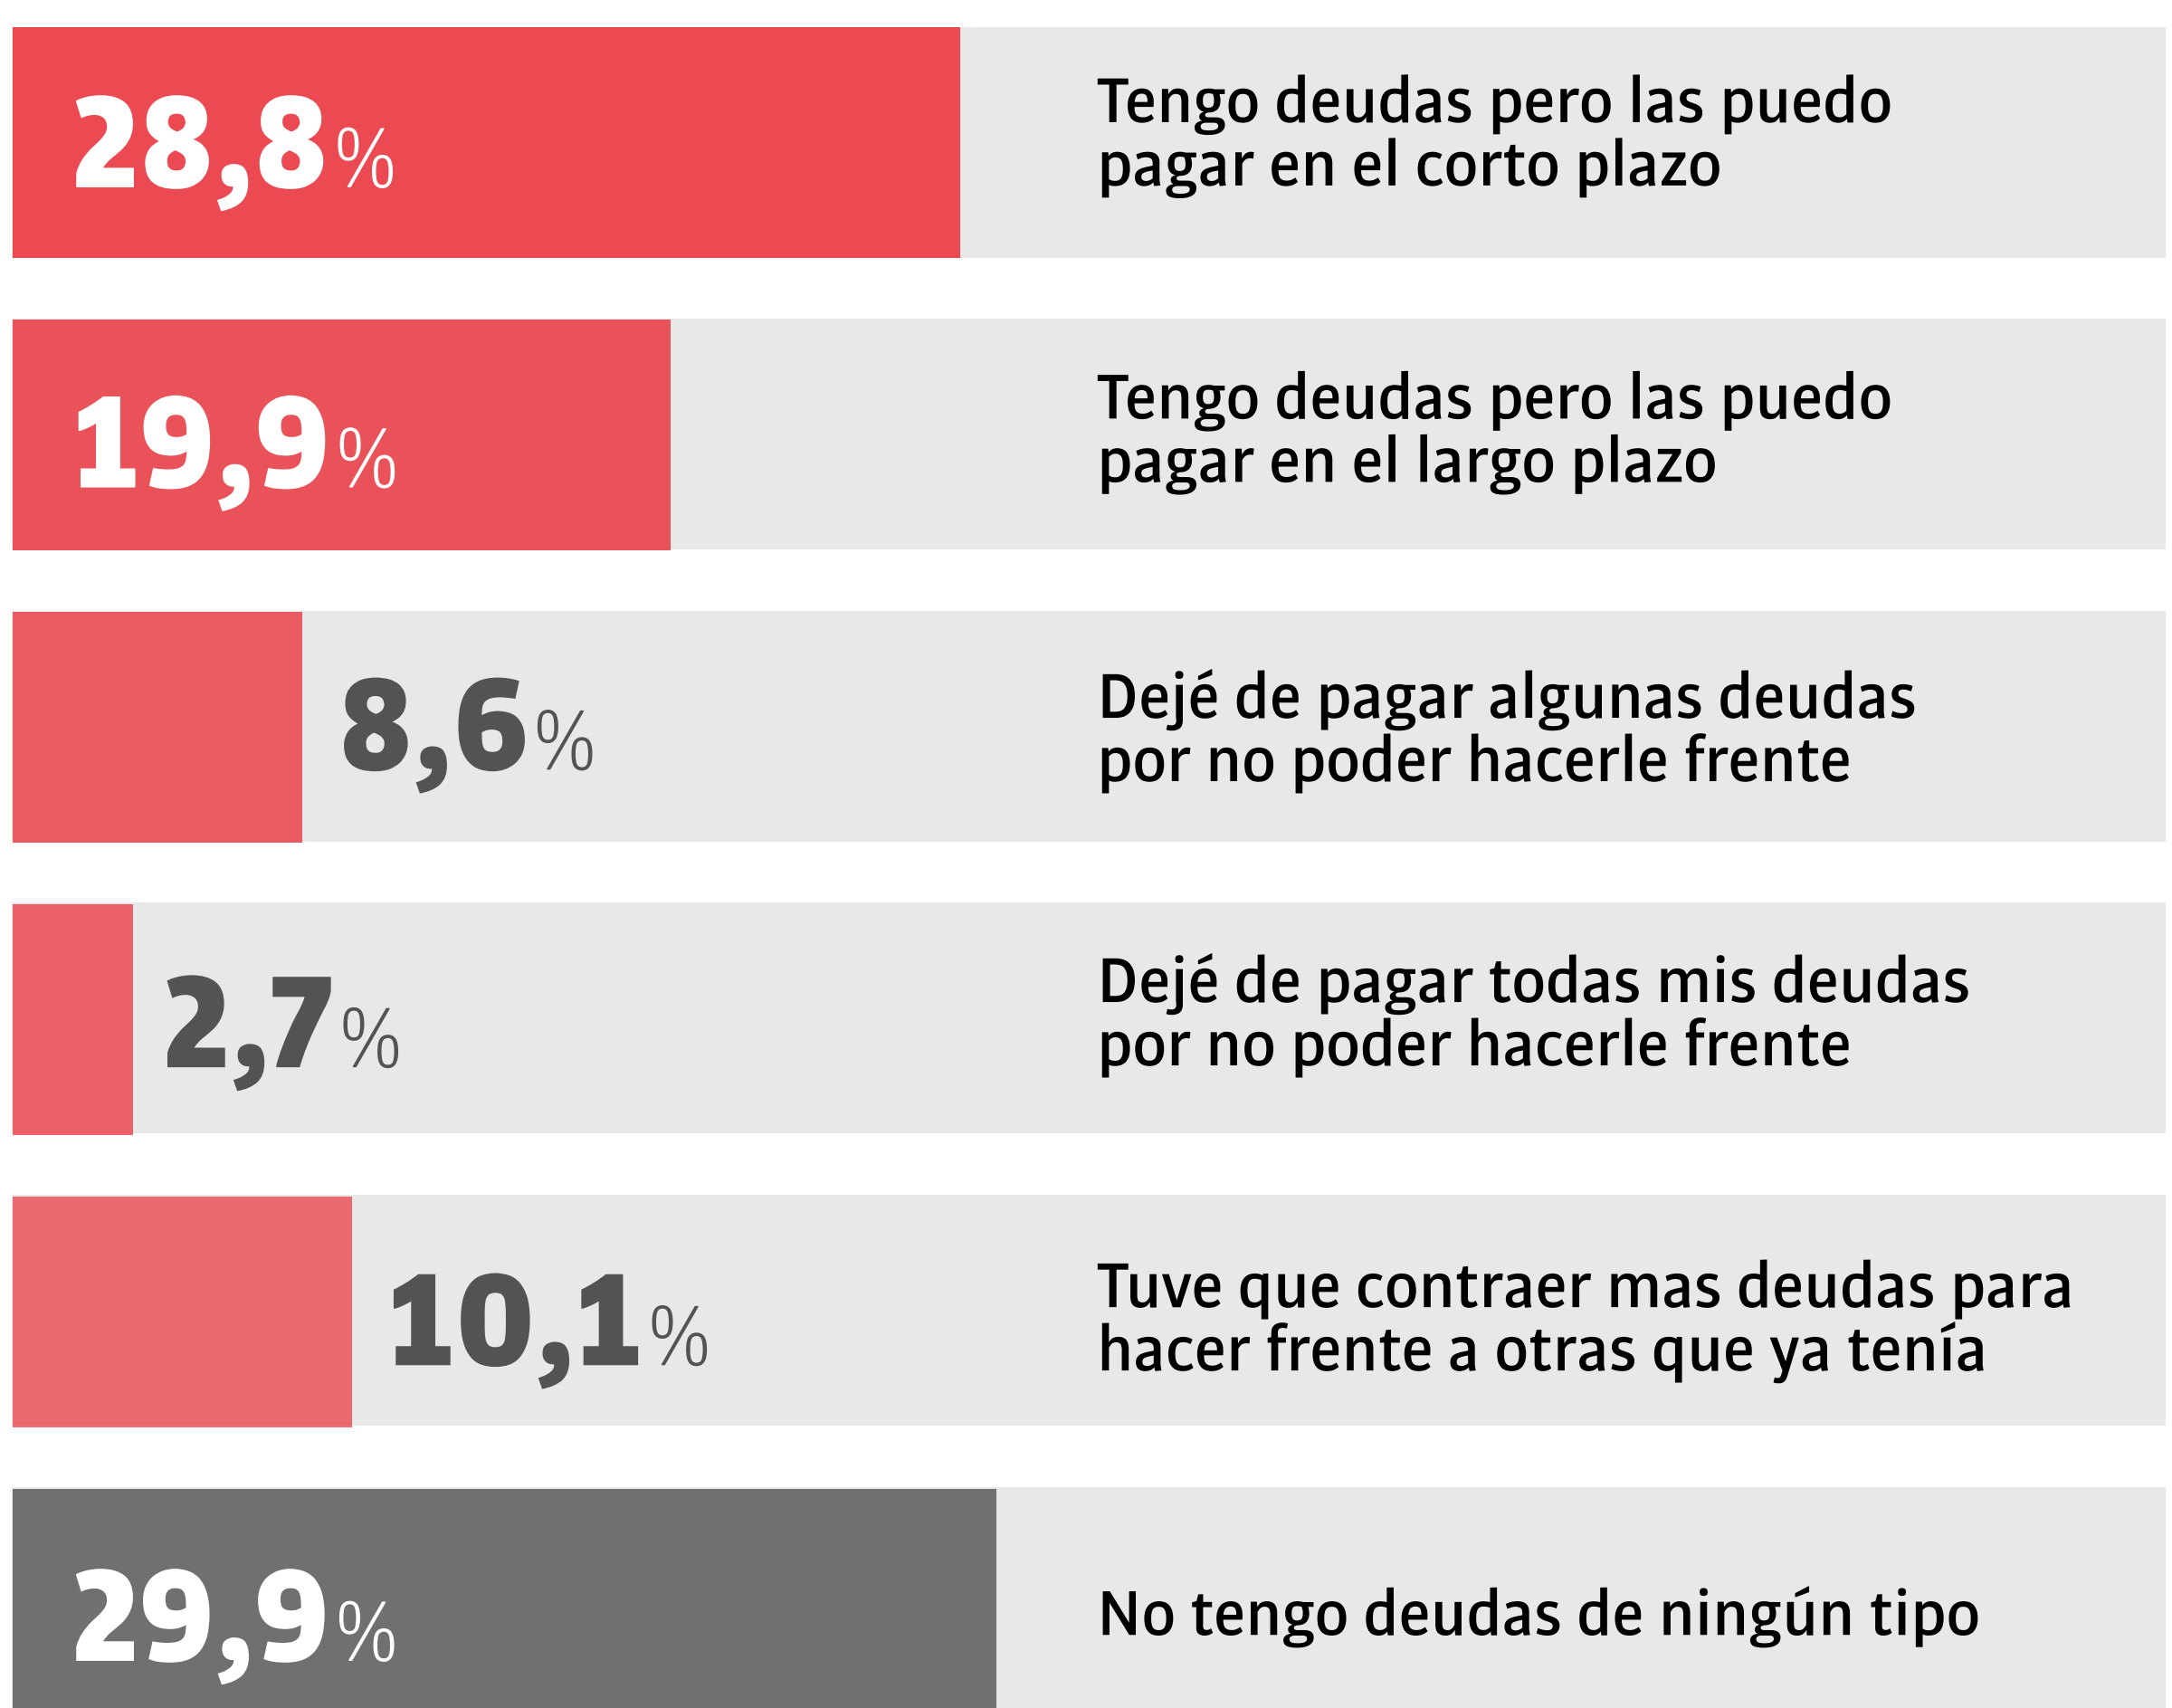 28,8%
Tengo deudas pero las puedo
pagar en el corto plazo
19,9%
Tengo deudas pero las puedo
pagar en el largo plazo
8,6%
Dejé de pagar algunas deudas
por no poder hacerle frente
2,7%
Dejé de pagar todas mis deudas
por no poder hacerle frente
10,1%
Tuve que contraer mas deudas para
hacer frente a otras que ya tenía
29,9%
No tengo deudas de ningún tipo